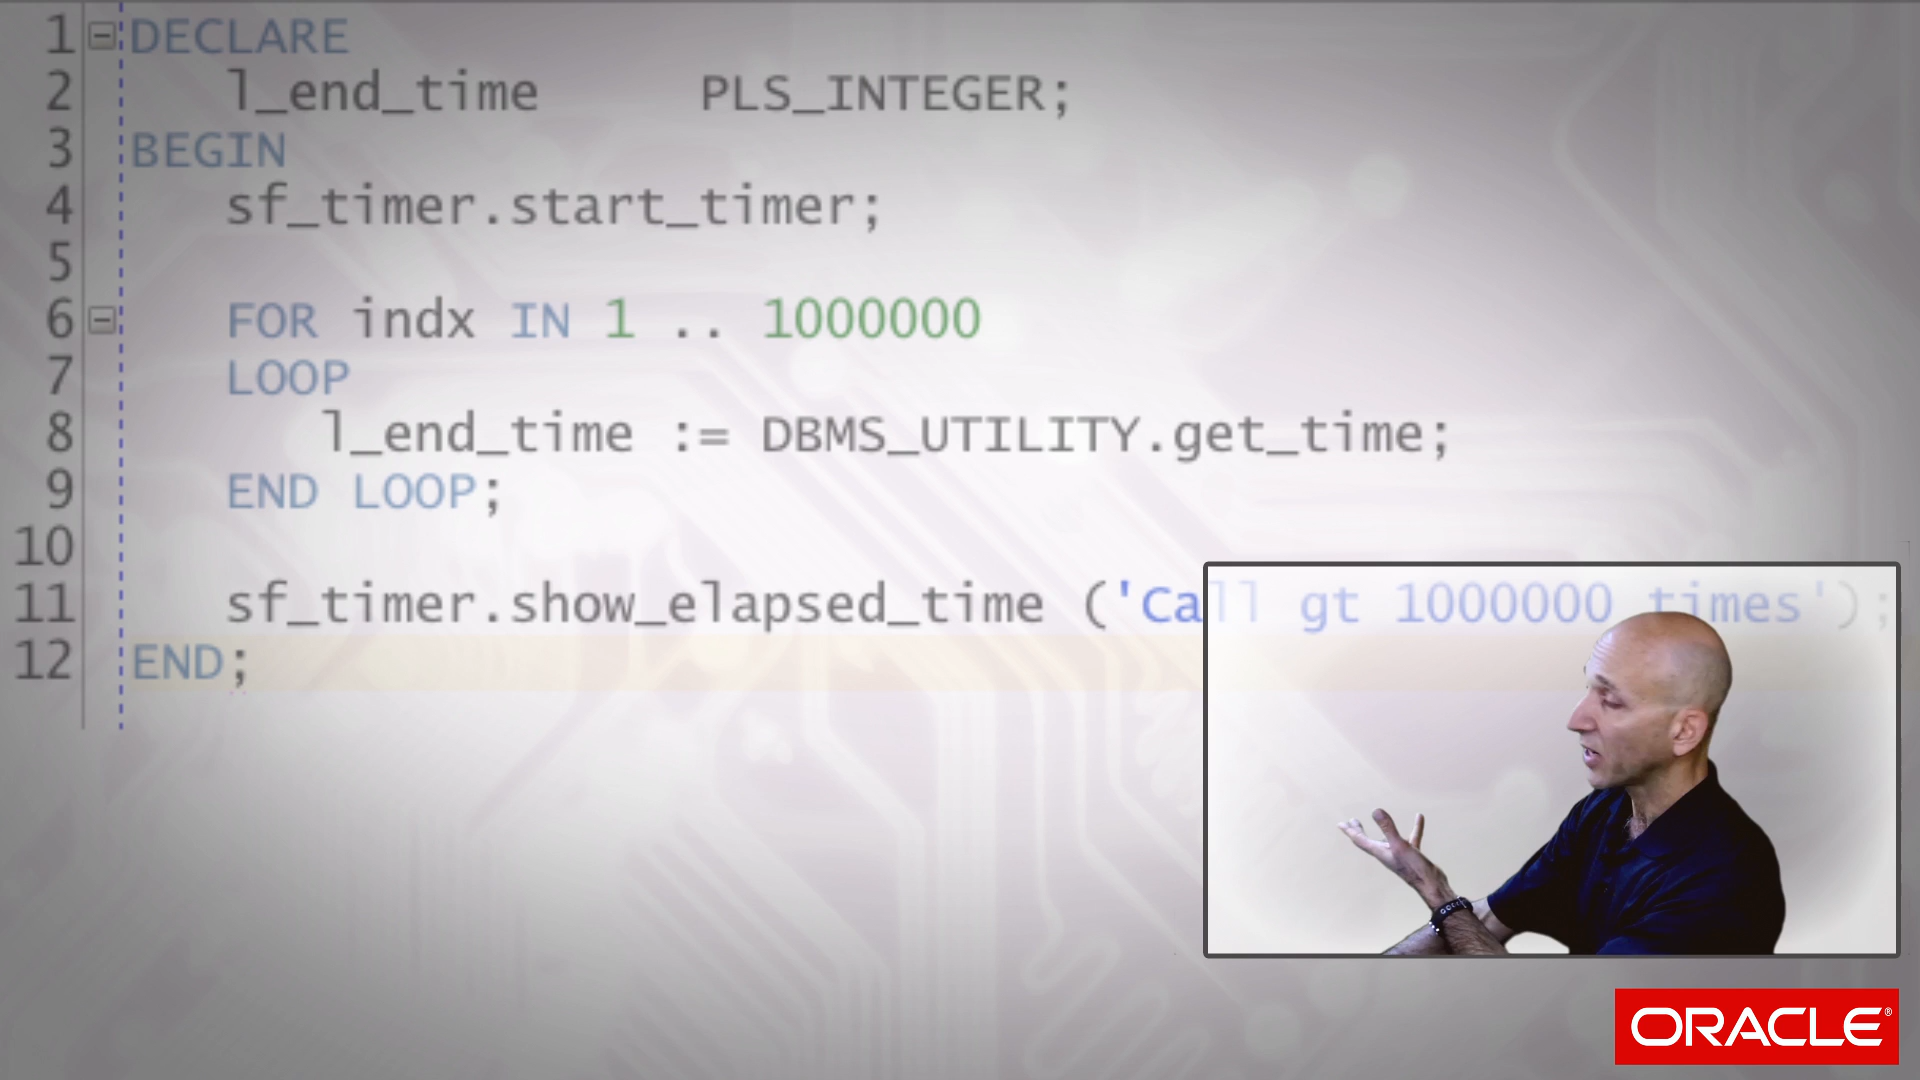 1 DECLARE
2 l_end_time PLS_INTEGER;
3 BEGIN
4 sf_timer.start_timer;
5
6 FOR indx IN 1 .. 1000000
7 LOOP
8 l_end_time := DBMS_UTILITY.get_time;
9 END LOOP;
10
11 sf_timer.show_elapsed_time ('Call gt 1000000 times');
12 END;
ORACLE®